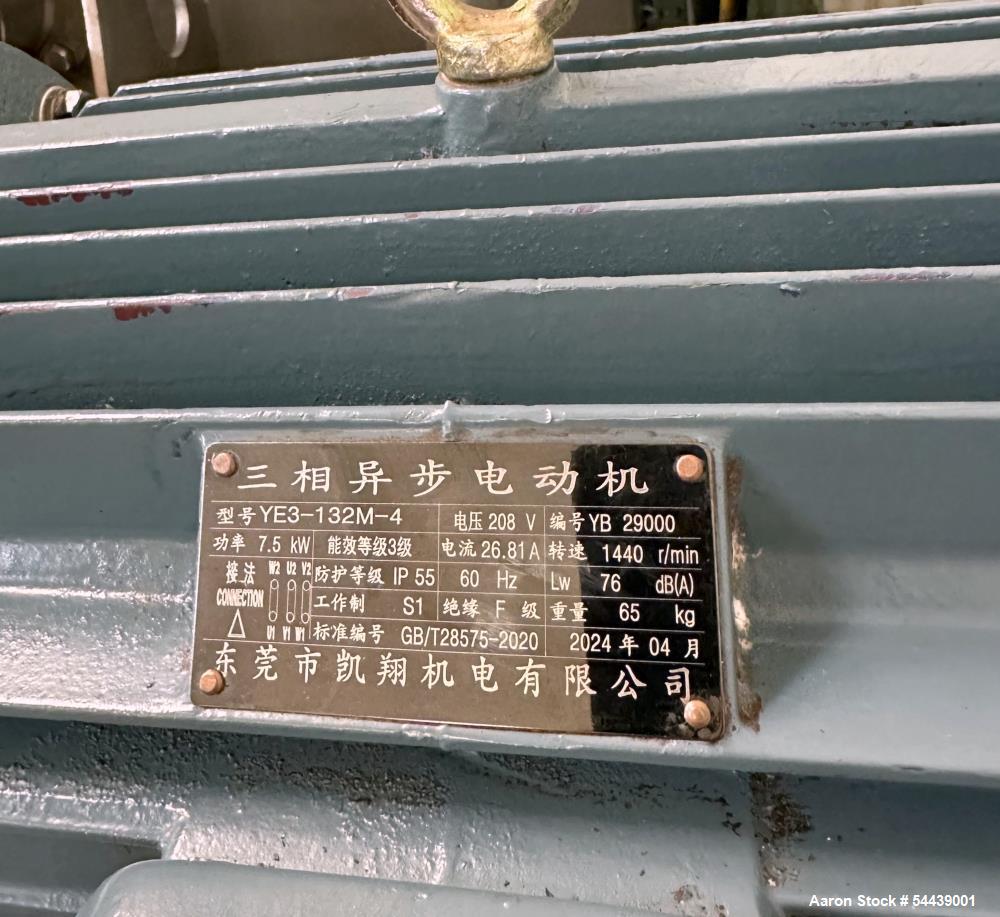 三相异步电动机
型号 YE3-132M-4 电压 208 V 编号 YB 29000
功率 7.5 kW 能效等级3级 电流 26.81 A 转速 1440 r/min
接法 W2 U2 V2 防护等级 IP 55 60 Hz Lw 76 dB(A)
CONNECTION 工作制 S1 绝缘 F 级 重量 65 kg
△ U1 V1 W1 标准编号 GB/T28575-2020 2024 年 04 月
东莞市凯翔机电有限公司
Aaron Stock # 54439001